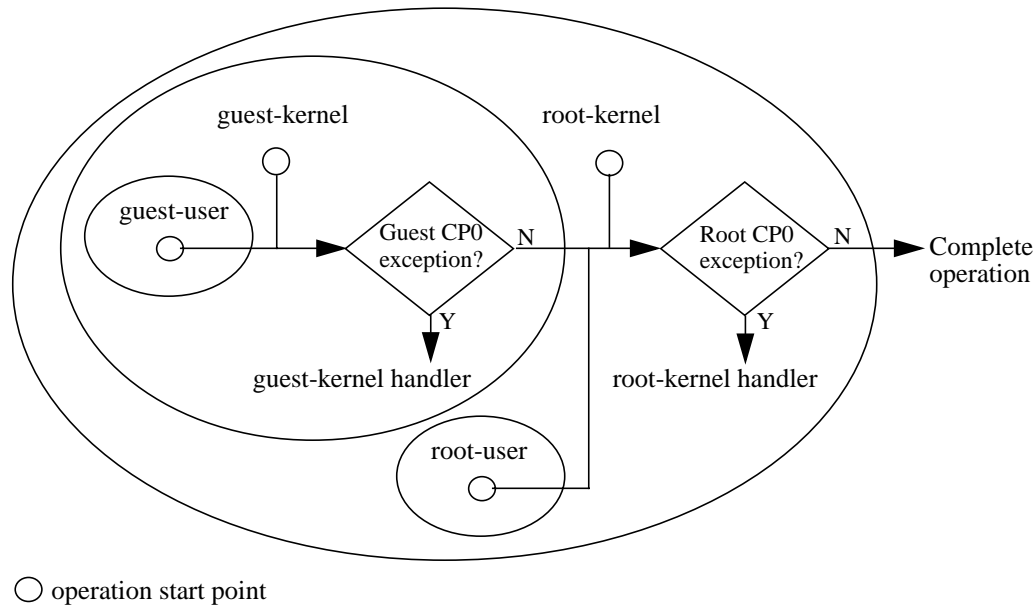 guest-kernel
root-kernel
guest-user
Guest CP0
exception?
N
Root CP0
exception?
N
Complete
operation
Y
Y
guest-kernel handler
root-kernel handler
root-user
operation start point